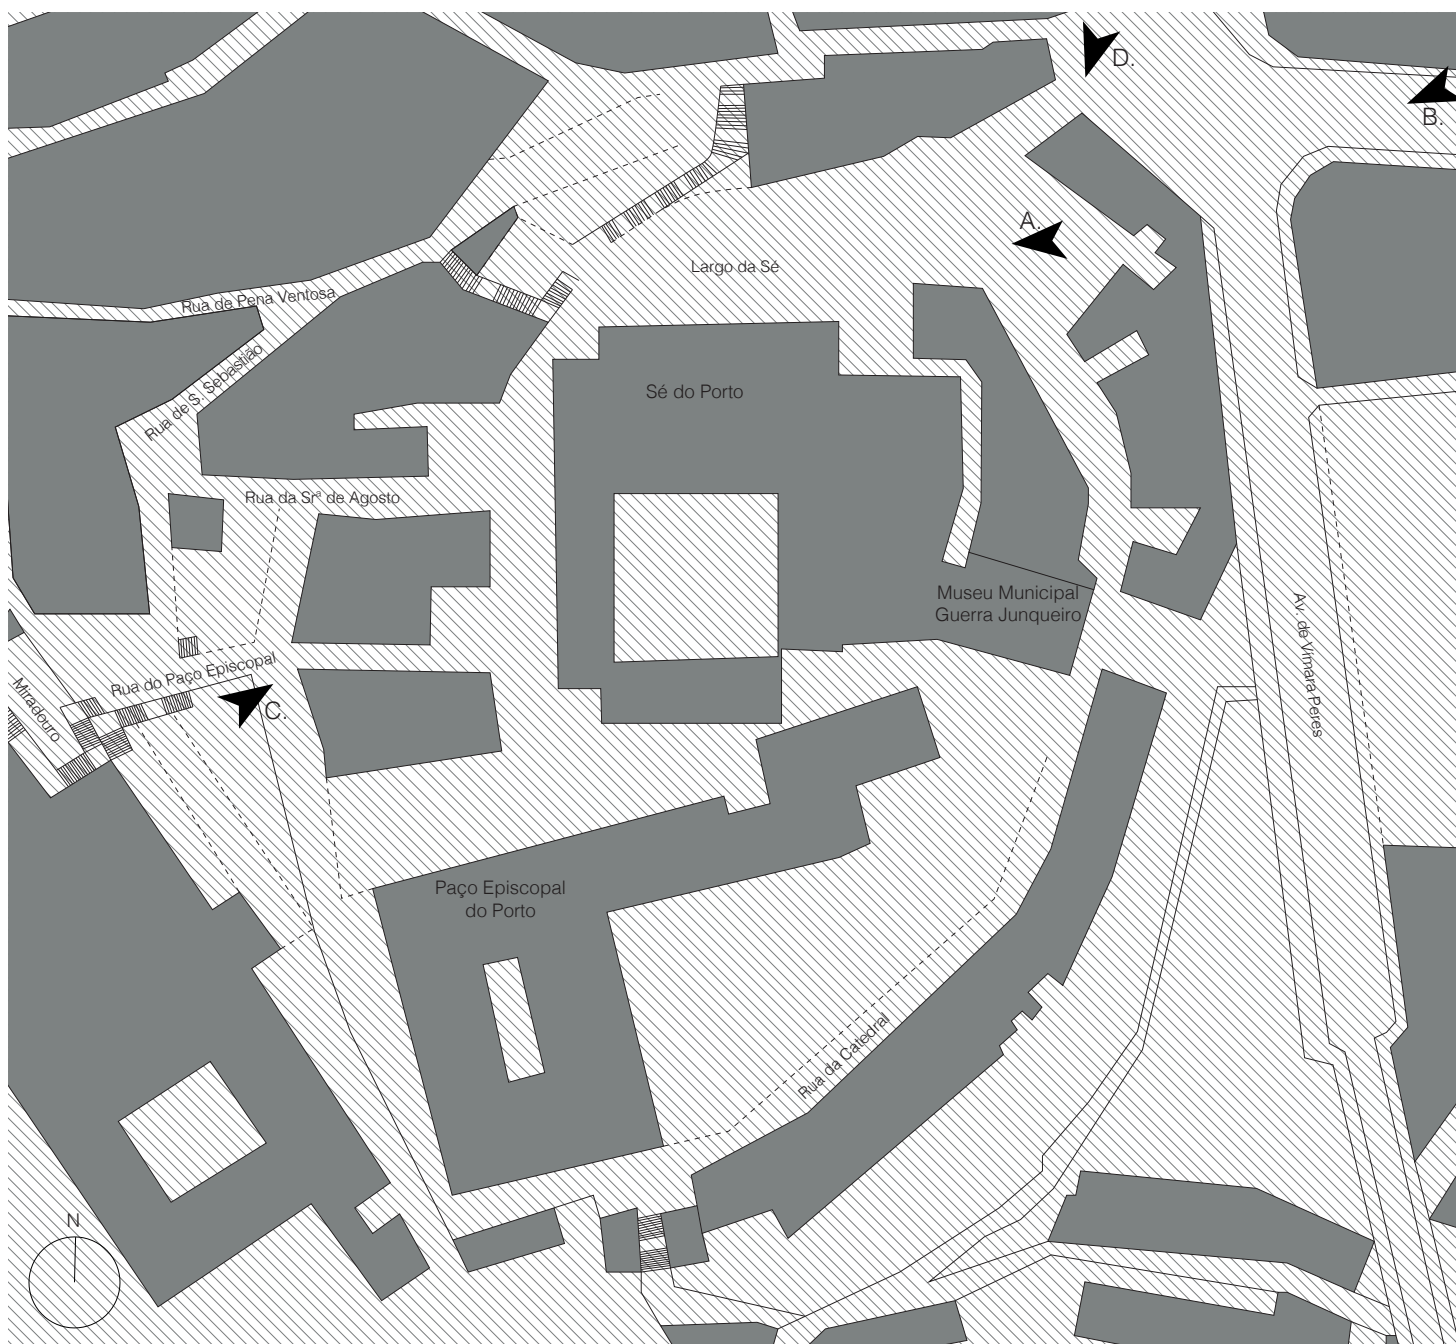 D.
B.
A.
Largo da Sé
Rua de Pena Ventosa
Rua de S. Sebastião
Sé do Porto
Rua da Srª de Agosto
Museu Municipal
Guerra Junqueiro
Av. de Vimara Peres
Rua do Paço Episcopal
Miradouro
C.
Paço Episcopal
do Porto
Rua da Catedral
N